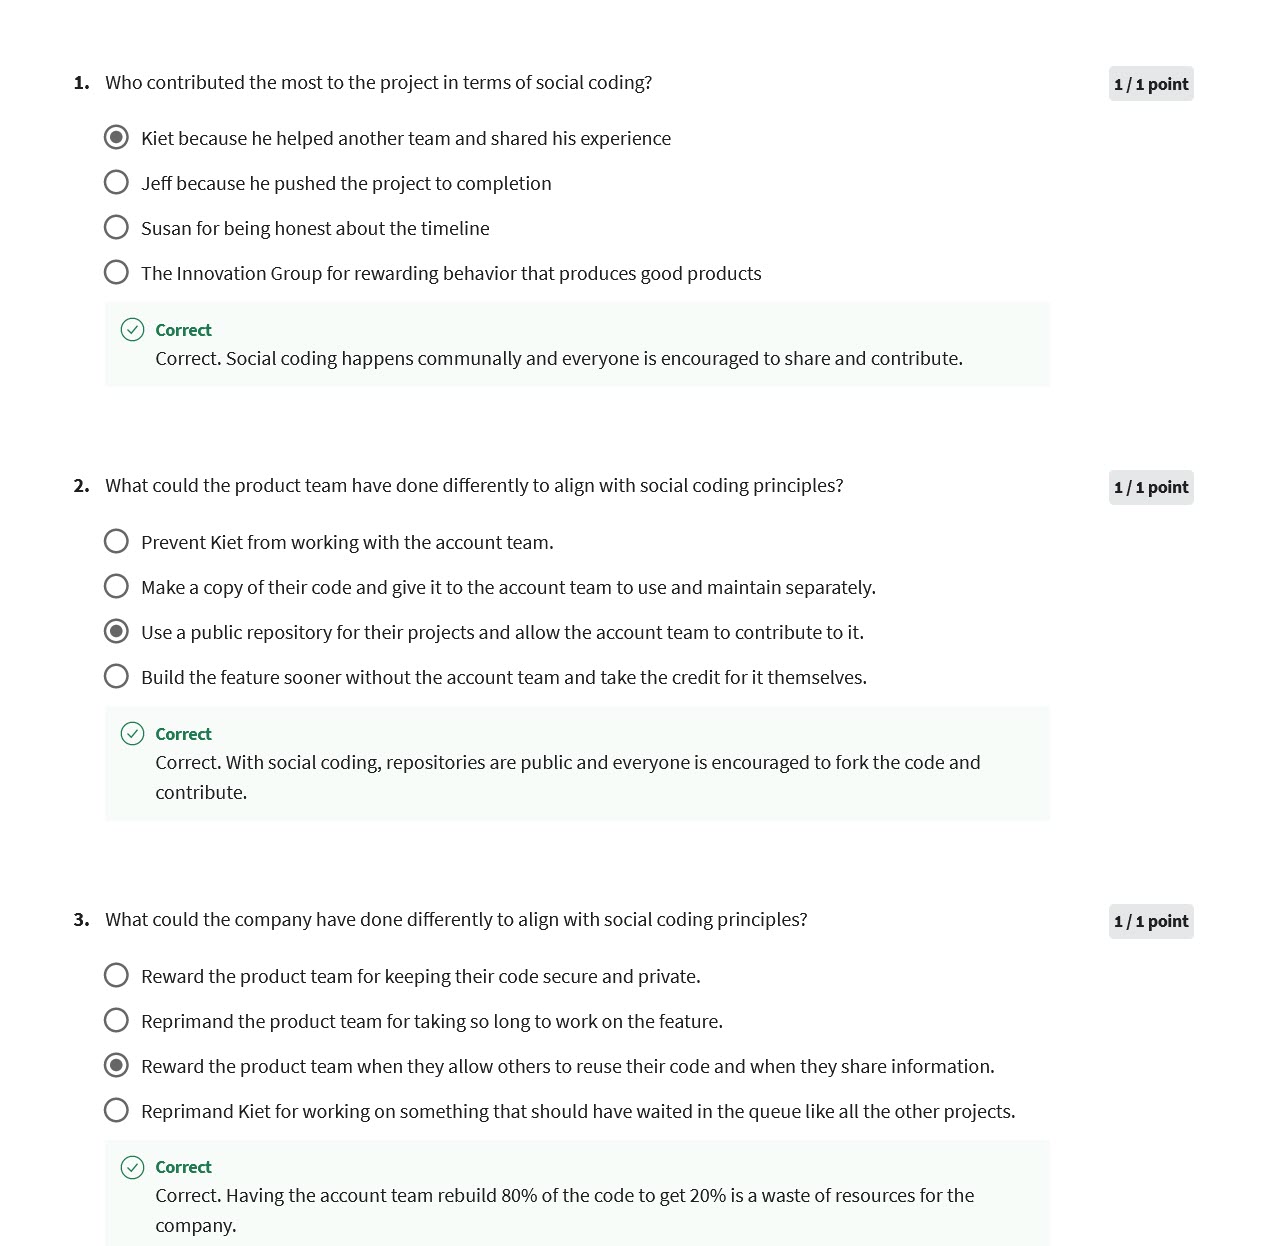 1. Who contributed the most to the project in terms of social coding?
1 / 1 point
Kiet because he helped another team and shared his experience
Jeff because he pushed the project to completion
Susan for being honest about the timeline
The Innovation Group for rewarding behavior that produces good products
Correct
Correct. Social coding happens communally and everyone is encouraged to share and contribute.
2. What could the product team have done differently to align with social coding principles?
1 / 1 point
Prevent Kiet from working with the account team.
Make a copy of their code and give it to the account team to use and maintain separately.
Use a public repository for their projects and allow the account team to contribute to it.
Build the feature sooner without the account team and take the credit for it themselves.
Correct
Correct. With social coding, repositories are public and everyone is encouraged to fork the code and
contribute.
3. What could the company have done differently to align with social coding principles?
1 / 1 point
Reward the product team for keeping their code secure and private.
Reprimand the product team for taking so long to work on the feature.
Reward the product team when they allow others to reuse their code and when they share information.
Reprimand Kiet for working on something that should have waited in the queue like all the other projects.
Correct
Correct. Having the account team rebuild 80% of the code to get 20% is a waste of resources for the
company.